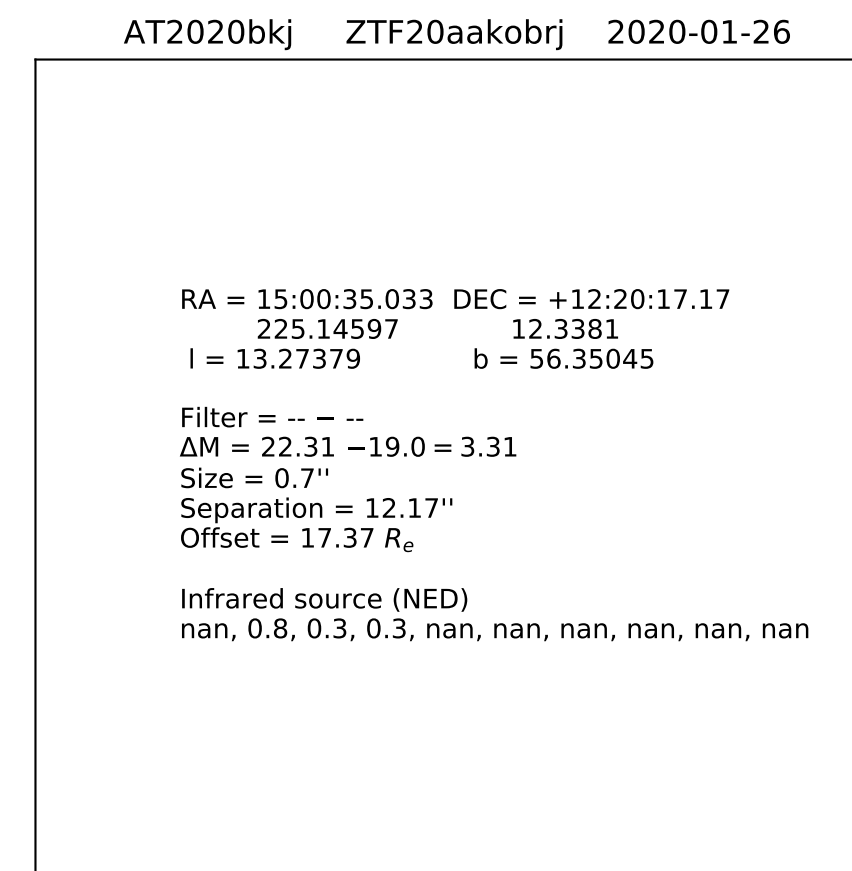 AT2020bkj ZTF20aakobrj 2020-01-26
RA = 15:00:35.033 DEC = +12:20:17.17
225.14597 12.3381
l = 13.27379 b = 56.35045
Filter = -- − --
ΔM = 22.31 −19.0 = 3.31
Size = 0.7''
Separation = 12.17''
Offset = 17.37 Re
Infrared source (NED)
nan, 0.8, 0.3, 0.3, nan, nan, nan, nan, nan, nan